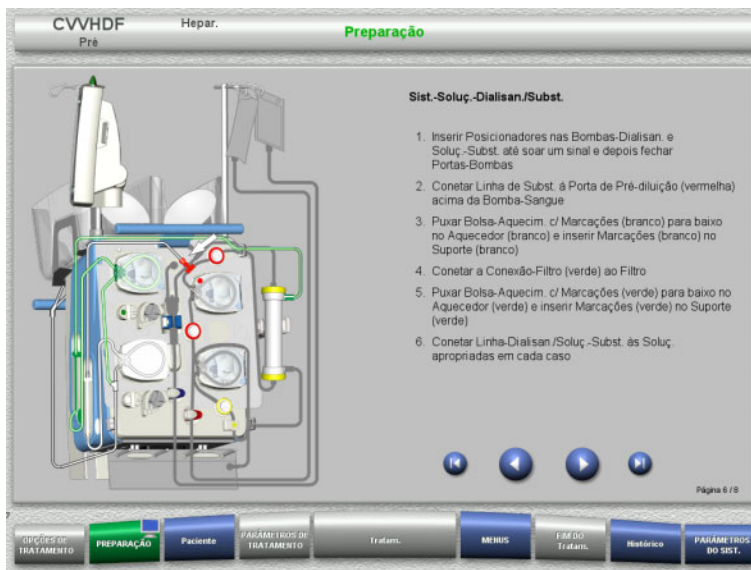 CVVHDF
Hepar.
Pré
Preparação
Sist.-Soluç.-Dialisan./Subst.
1. Inserir Posicionadores nas Bombas-Dialisan. e
Soluç.-Subst. até soar um sinal e depois fechar
Portas-Bombas
2. Conetar Linha de Subst. á Porta de Pré-diluição (vermelha)
acima da Bomba-Sangue
3. Puxar Bolsa-Aquecim. c/ Marcações (branco) para baixo
no Aquecedor (branco) e inserir Marcações (branco) no
Suporte (branco)
4. Conetar a Conexão-Filtro (verde) ao Filtro
5. Puxar Bolsa-Aquecim. c/ Marcações (verde) para baixo no
Aquecedor (verde) e inserir Marcações (verde) no Suporte
(verde)
6. Conetar Linha-Dialisan./Soluç.-Subst. às Soluç.
apropriadas em cada caso
Página 6 / 8
OPÇÕES DE
TRATAMENTO
PREPARAÇÃO
Paciente
PARÂMETROS DE
TRATAMENTO
Tratam.
MENUS
FIM DO
Tratam.
Histórico
PARÂMETROS
DO SIST.